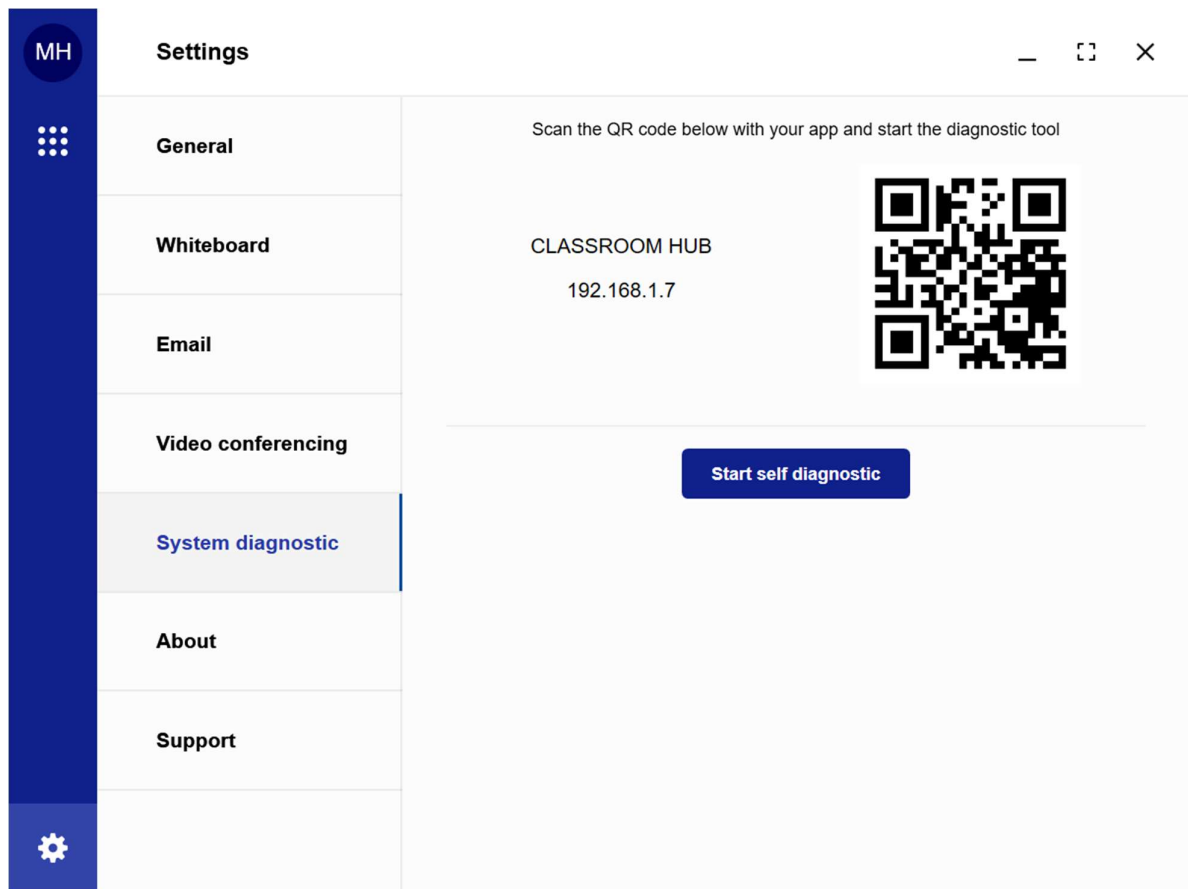 MH
Settings
General
Whiteboard
Email
Video conferencing
System diagnostic
About
Support
Scan the QR code below with your app and start the diagnostic tool
CLASSROOM HUB
192.168.1.7
Start self diagnostic